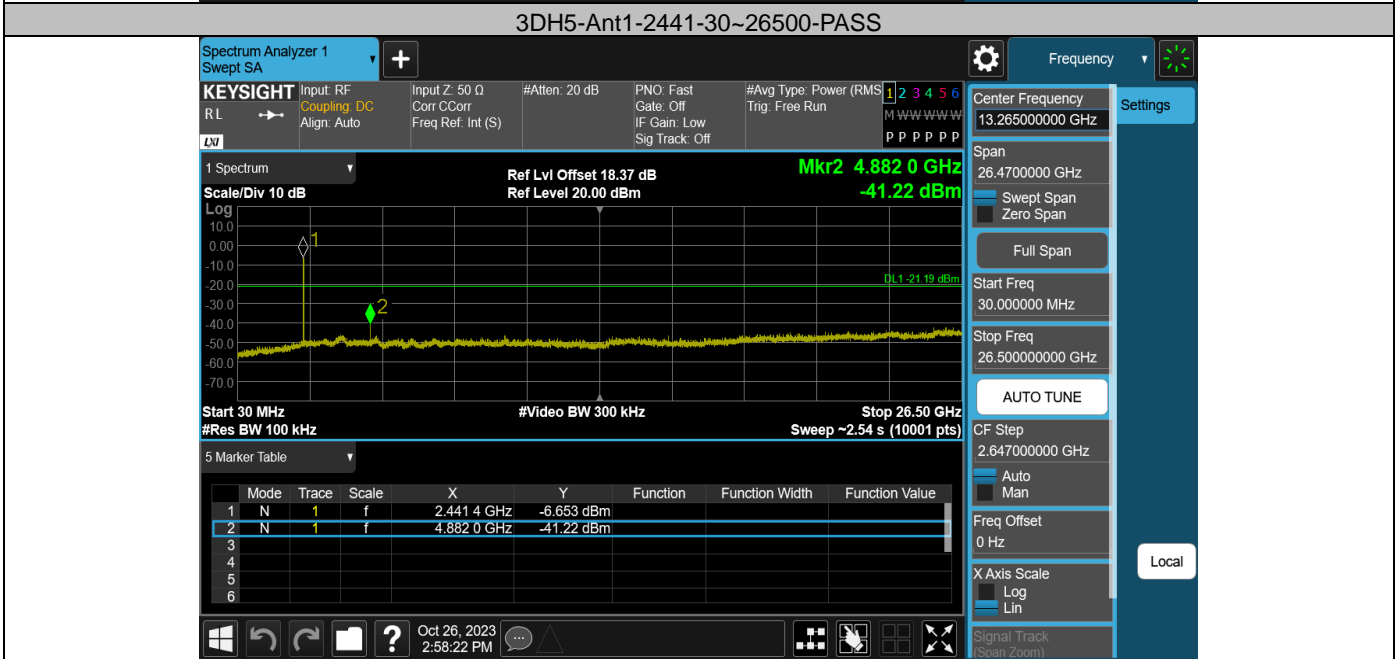 3DH5-Ant1-2441-30~26500-PASS
Spectrum Analyzer 1
Swept SA
Frequency
KEYSIGHT
RL
LXI
Input: RF
Coupling: DC
Align: Auto
Input Z: 50 Ω
Corr CCorr
Freq Ref: Int (S)
#Atten: 20 dB
PNO: Fast
Gate: Off
IF Gain: Low
Sig Track: Off
#Avg Type: Power (RMS
Trig: Free Run
1 2 3 4 5 6
M W W W W W
P P P P P P
1 Spectrum
Scale/Div 10 dB
Ref Lvl Offset 18.37 dB
Ref Level 20.00 dBm
Mkr2 4.882 0 GHz
-41.22 dBm
Log
10.0
0.00
-10.0
-20.0
-30.0
-40.0
-50.0
-60.0
-70.0
1
2
DL1 -21.19 dBm
Start 30 MHz
#Video BW 300 kHz
Stop 26.50 GHz
#Res BW 100 kHz
Sweep ~2.54 s (10001 pts)
5 Marker Table
Mode Trace Scale X Y Function Function Width Function Value
1 N 1 f 2.441 4 GHz -6.653 dBm
2 N 1 f 4.882 0 GHz -41.22 dBm
3
4
5
6
Oct 26, 2023
2:58:22 PM
Center Frequency
13.265000000 GHz
Settings
Span
26.4700000 GHz
Swept Span
Zero Span
Full Span
Start Freq
30.000000 MHz
Stop Freq
26.500000000 GHz
AUTO TUNE
CF Step
2.647000000 GHz
Auto
Man
Freq Offset
0 Hz
Local
X Axis Scale
Log
Lin
Signal Track
(Span Zoom)